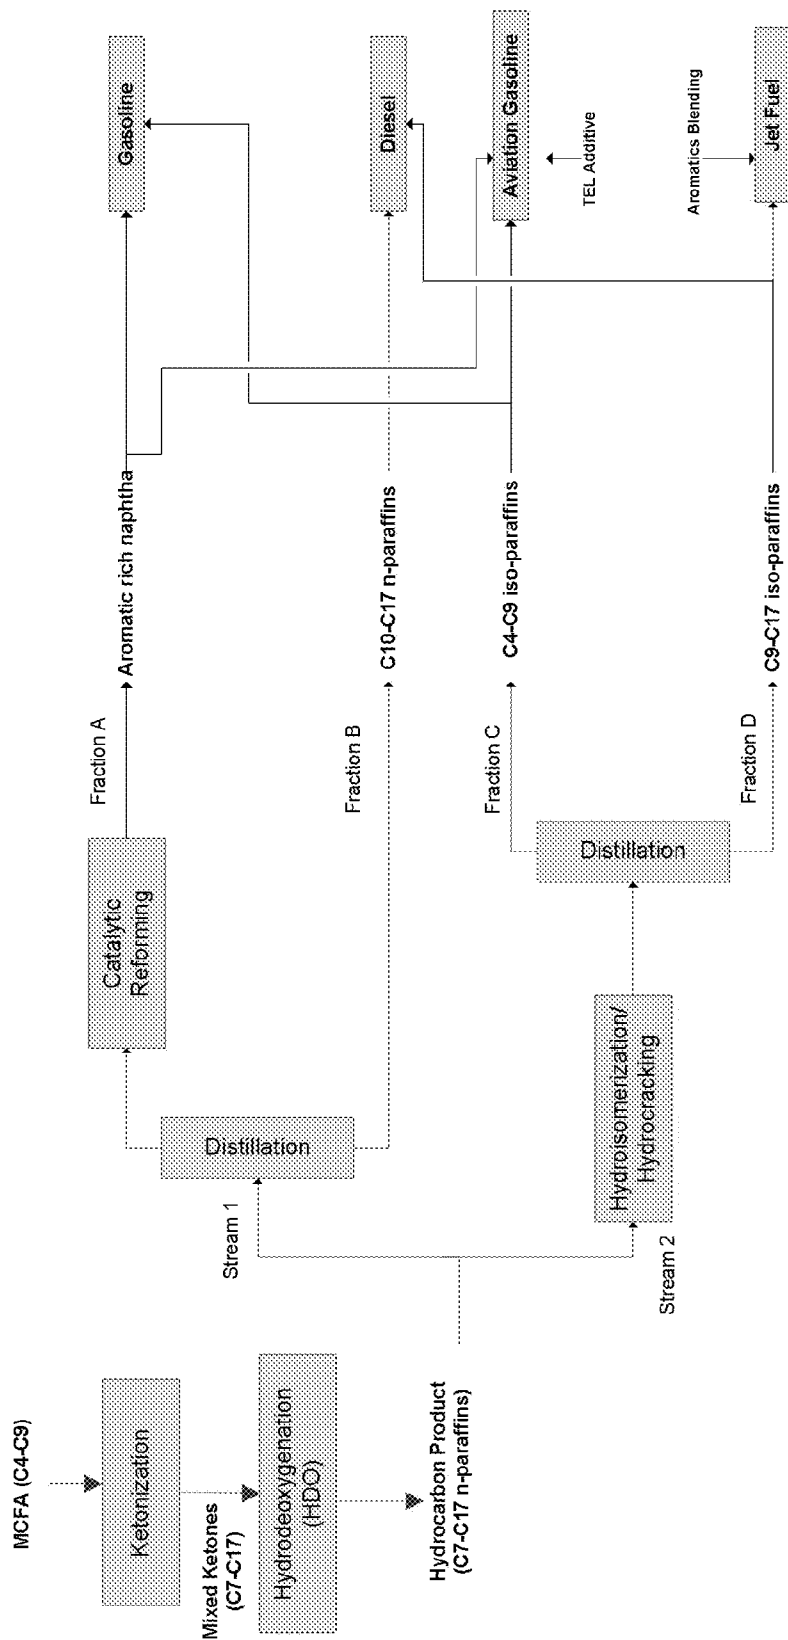 MCFA (C4-C9)
Ketonization
Mixed Ketones
(C7-C17)
Hydrodeoxygenation
(HDO)
Hydrocarbon Product
(C7-C17 n-paraffins)
Stream 1
Stream 2
Distillation
Hydroisomerization/
Hydrocracking
Catalytic
Reforming
Distillation
Fraction A
Fraction B
Fraction C
Fraction D
Aromatic rich naphtha
C10-C17 n-paraffins
C4-C9 iso-paraffins
C9-C17 iso-paraffins
TEL Additive
Aromatics Blending
Gasoline
Diesel
Aviation Gasoline
Jet Fuel